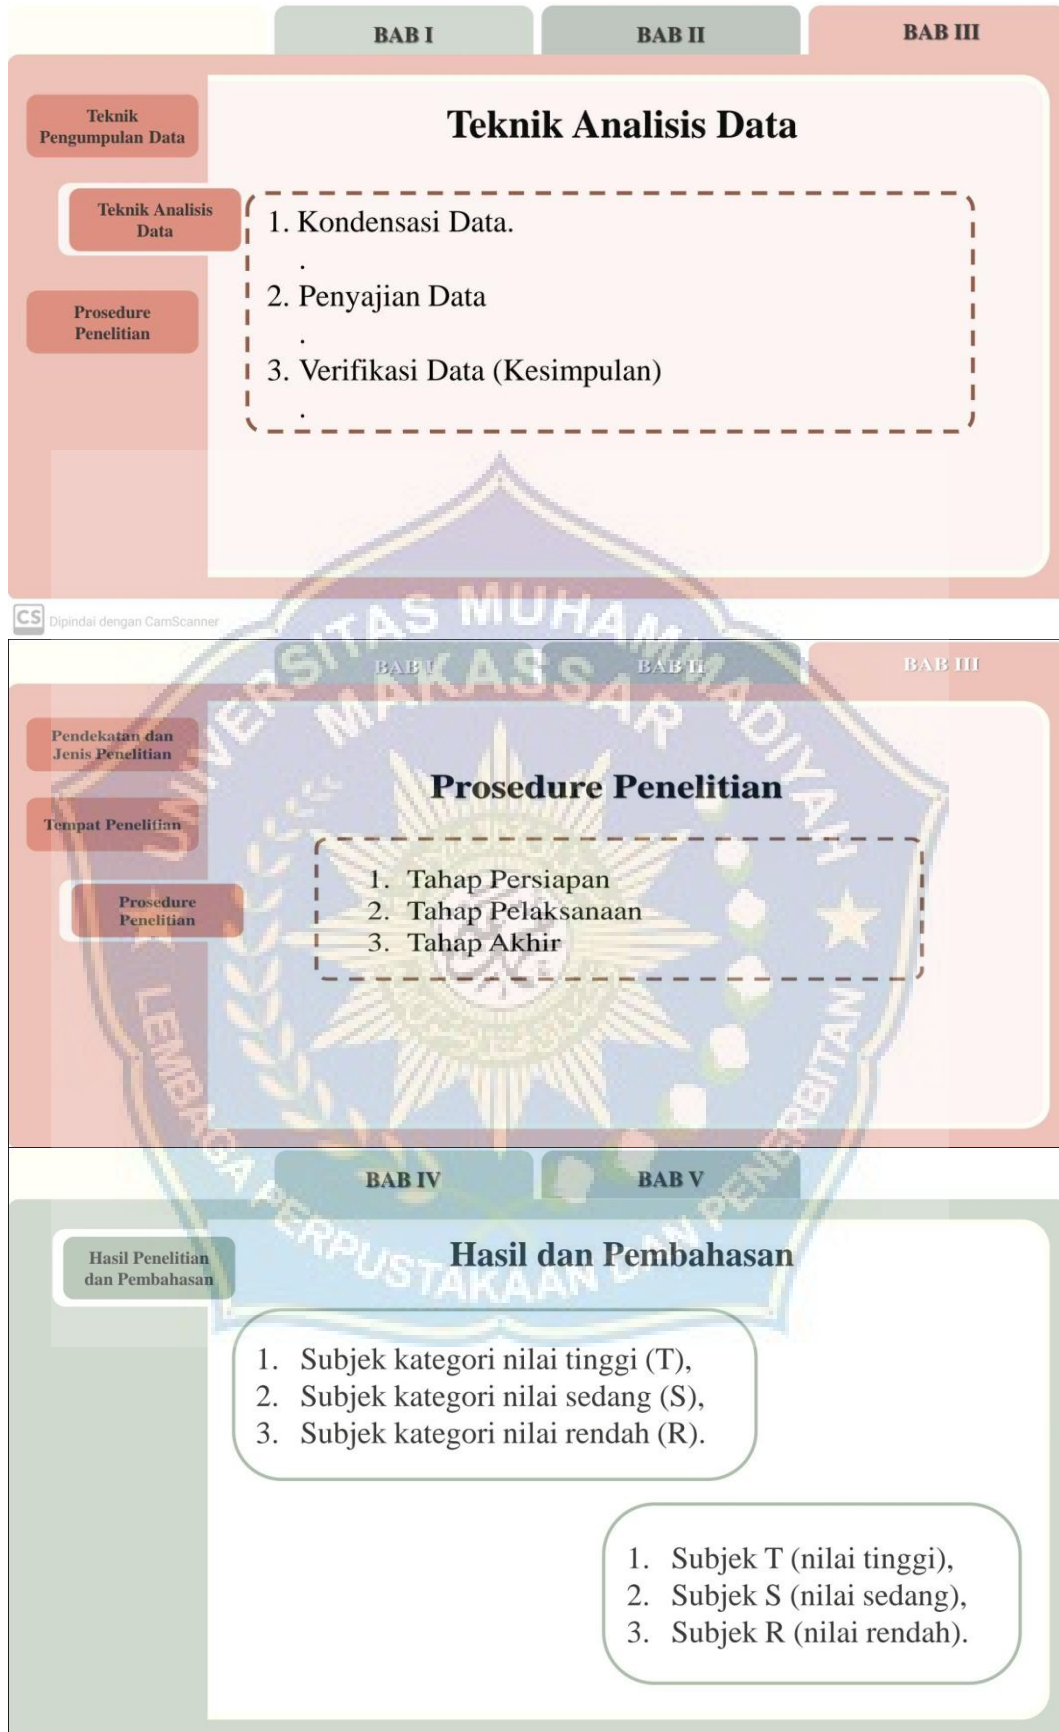 BAB I
BAB II
BAB III
Teknik
Pengumpulan Data
Teknik Analisis
Data
Prosedure
Penelitian
Teknik Analisis Data
1. Kondensasi Data.
.
2. Penyajian Data
.
3. Verifikasi Data (Kesimpulan)
.
CS Dipindai dengan CamScanner
UNIVERSITAS MUHAMMADIYAH
MAKASSAR
LEMBAGA PERPUSTAKAAN DAN PENERBITAN
BAB I
BAB II
BAB III
Pendekatan dan
Jenis Penelitian
Tempat Penelitian
Prosedure
Penelitian
Prosedure Penelitian
1. Tahap Persiapan
2. Tahap Pelaksanaan
3. Tahap Akhir
BAB IV
BAB V
Hasil Penelitian
dan Pembahasan
Hasil dan Pembahasan
1. Subjek kategori nilai tinggi (T),
2. Subjek kategori nilai sedang (S),
3. Subjek kategori nilai rendah (R).
1. Subjek T (nilai tinggi),
2. Subjek S (nilai sedang),
3. Subjek R (nilai rendah).